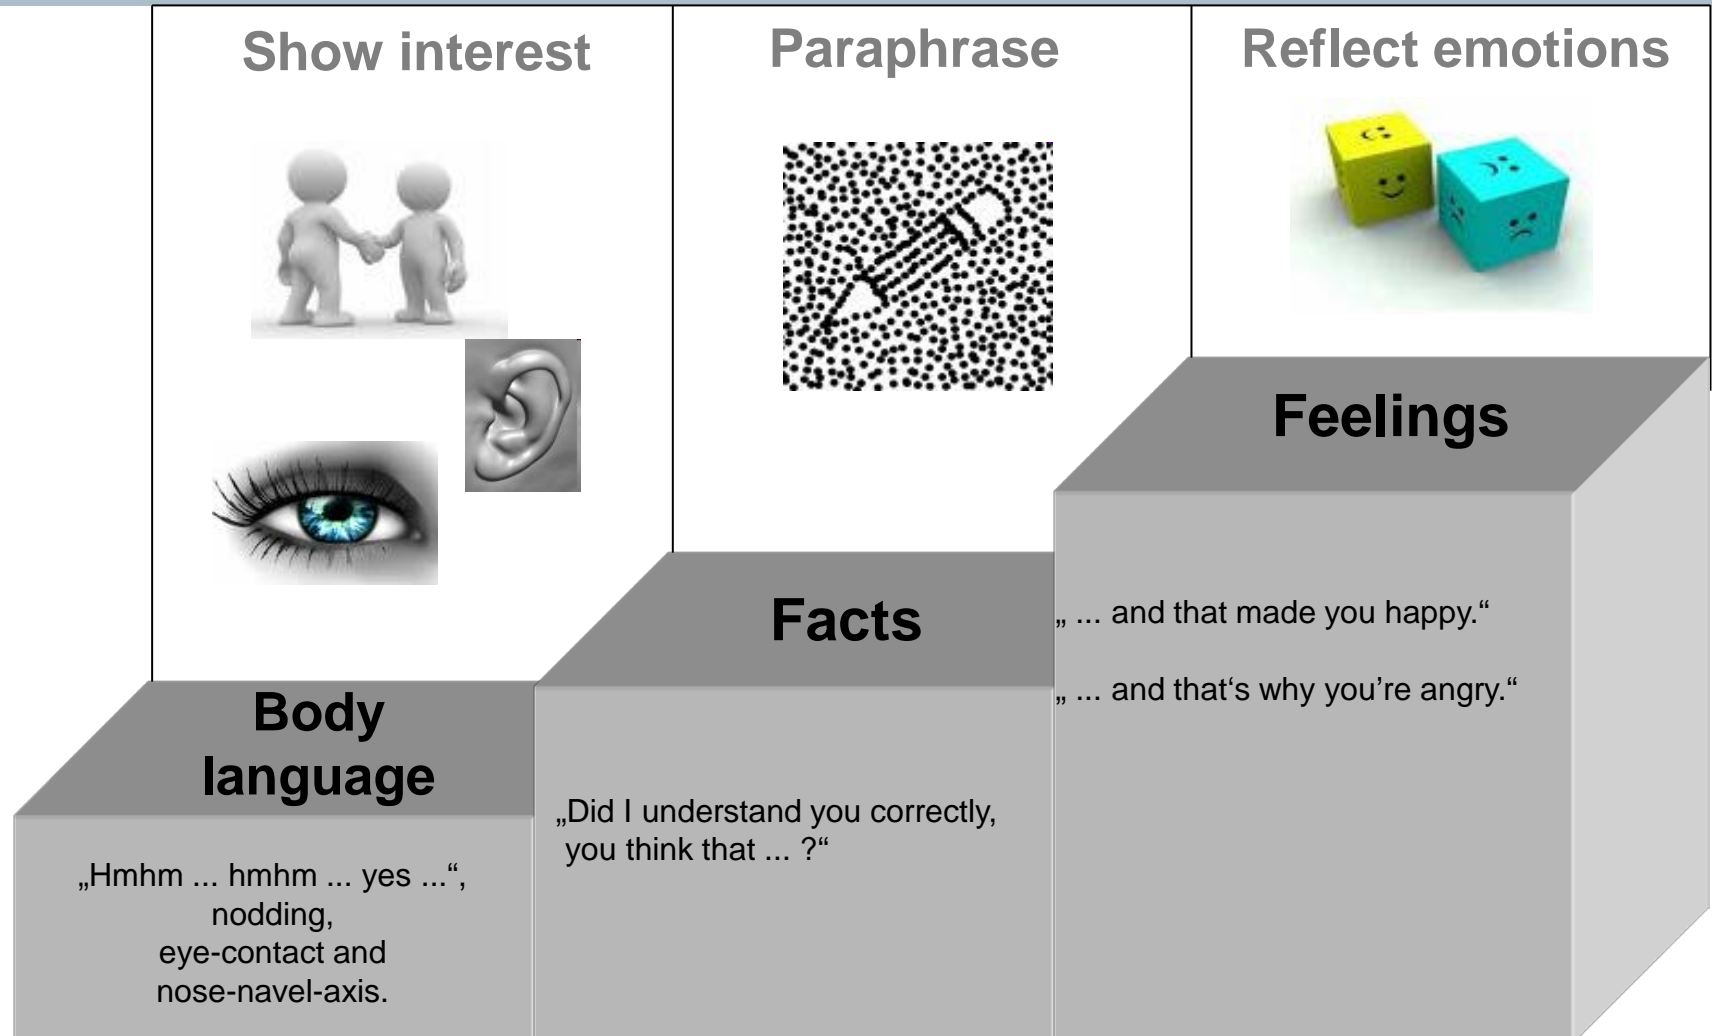 Show interest
Paraphrase
Reflect emotions
Body
language
„Hmhm ... hmhm ... yes ...“,
nodding,
eye-contact and
nose-navel-axis.
Facts
„Did I understand you correctly,
you think that ... ?“
Feelings
„ ... and that made you happy.“
„ ... and that‘s why you’re angry.“